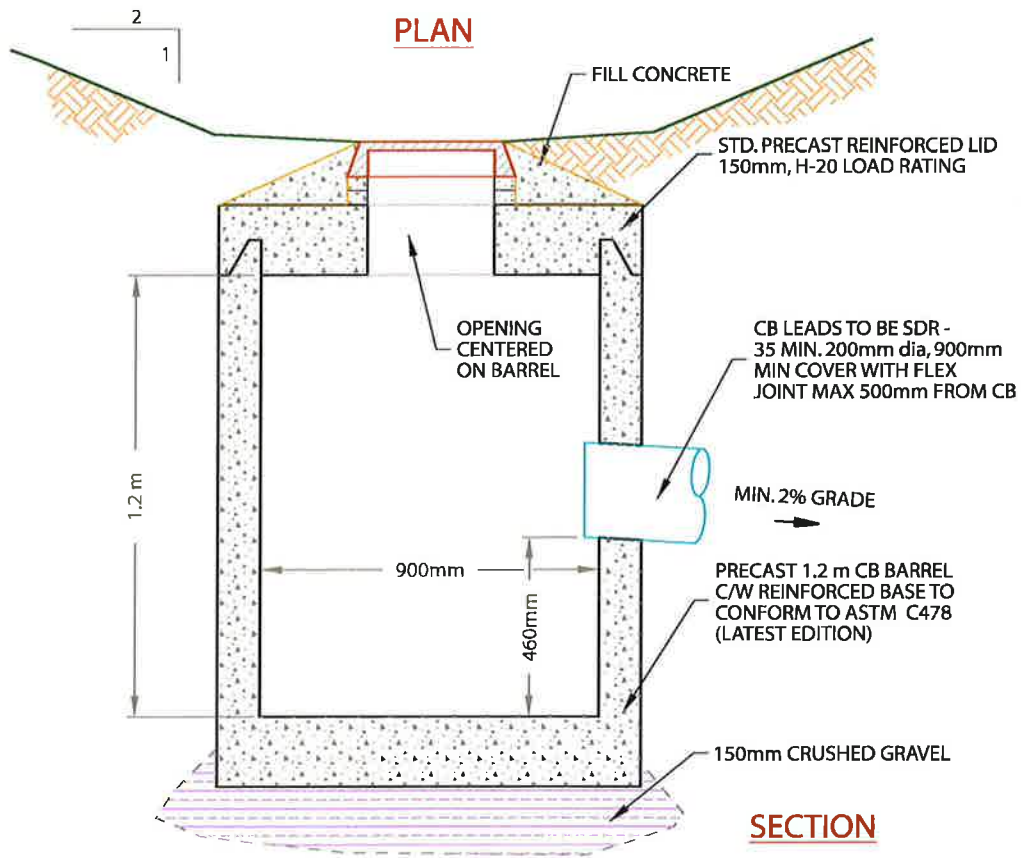 2
PLAN
1
FILL CONCRETE
STD. PRECAST REINFORCED LID
150mm, H-20 LOAD RATING
OPENING
CENTERED
ON BARREL
CB LEADS TO BE SDR -
35 MIN. 200mm dia, 900mm
MIN COVER WITH FLEX
JOINT MAX 500mm FROM CB
1.2 m
MIN. 2% GRADE
900mm
460mm
PRECAST 1.2 m CB BARREL
C/W REINFORCED BASE TO
CONFORM TO ASTM C478
(LATEST EDITION)
150mm CRUSHED GRAVEL
SECTION